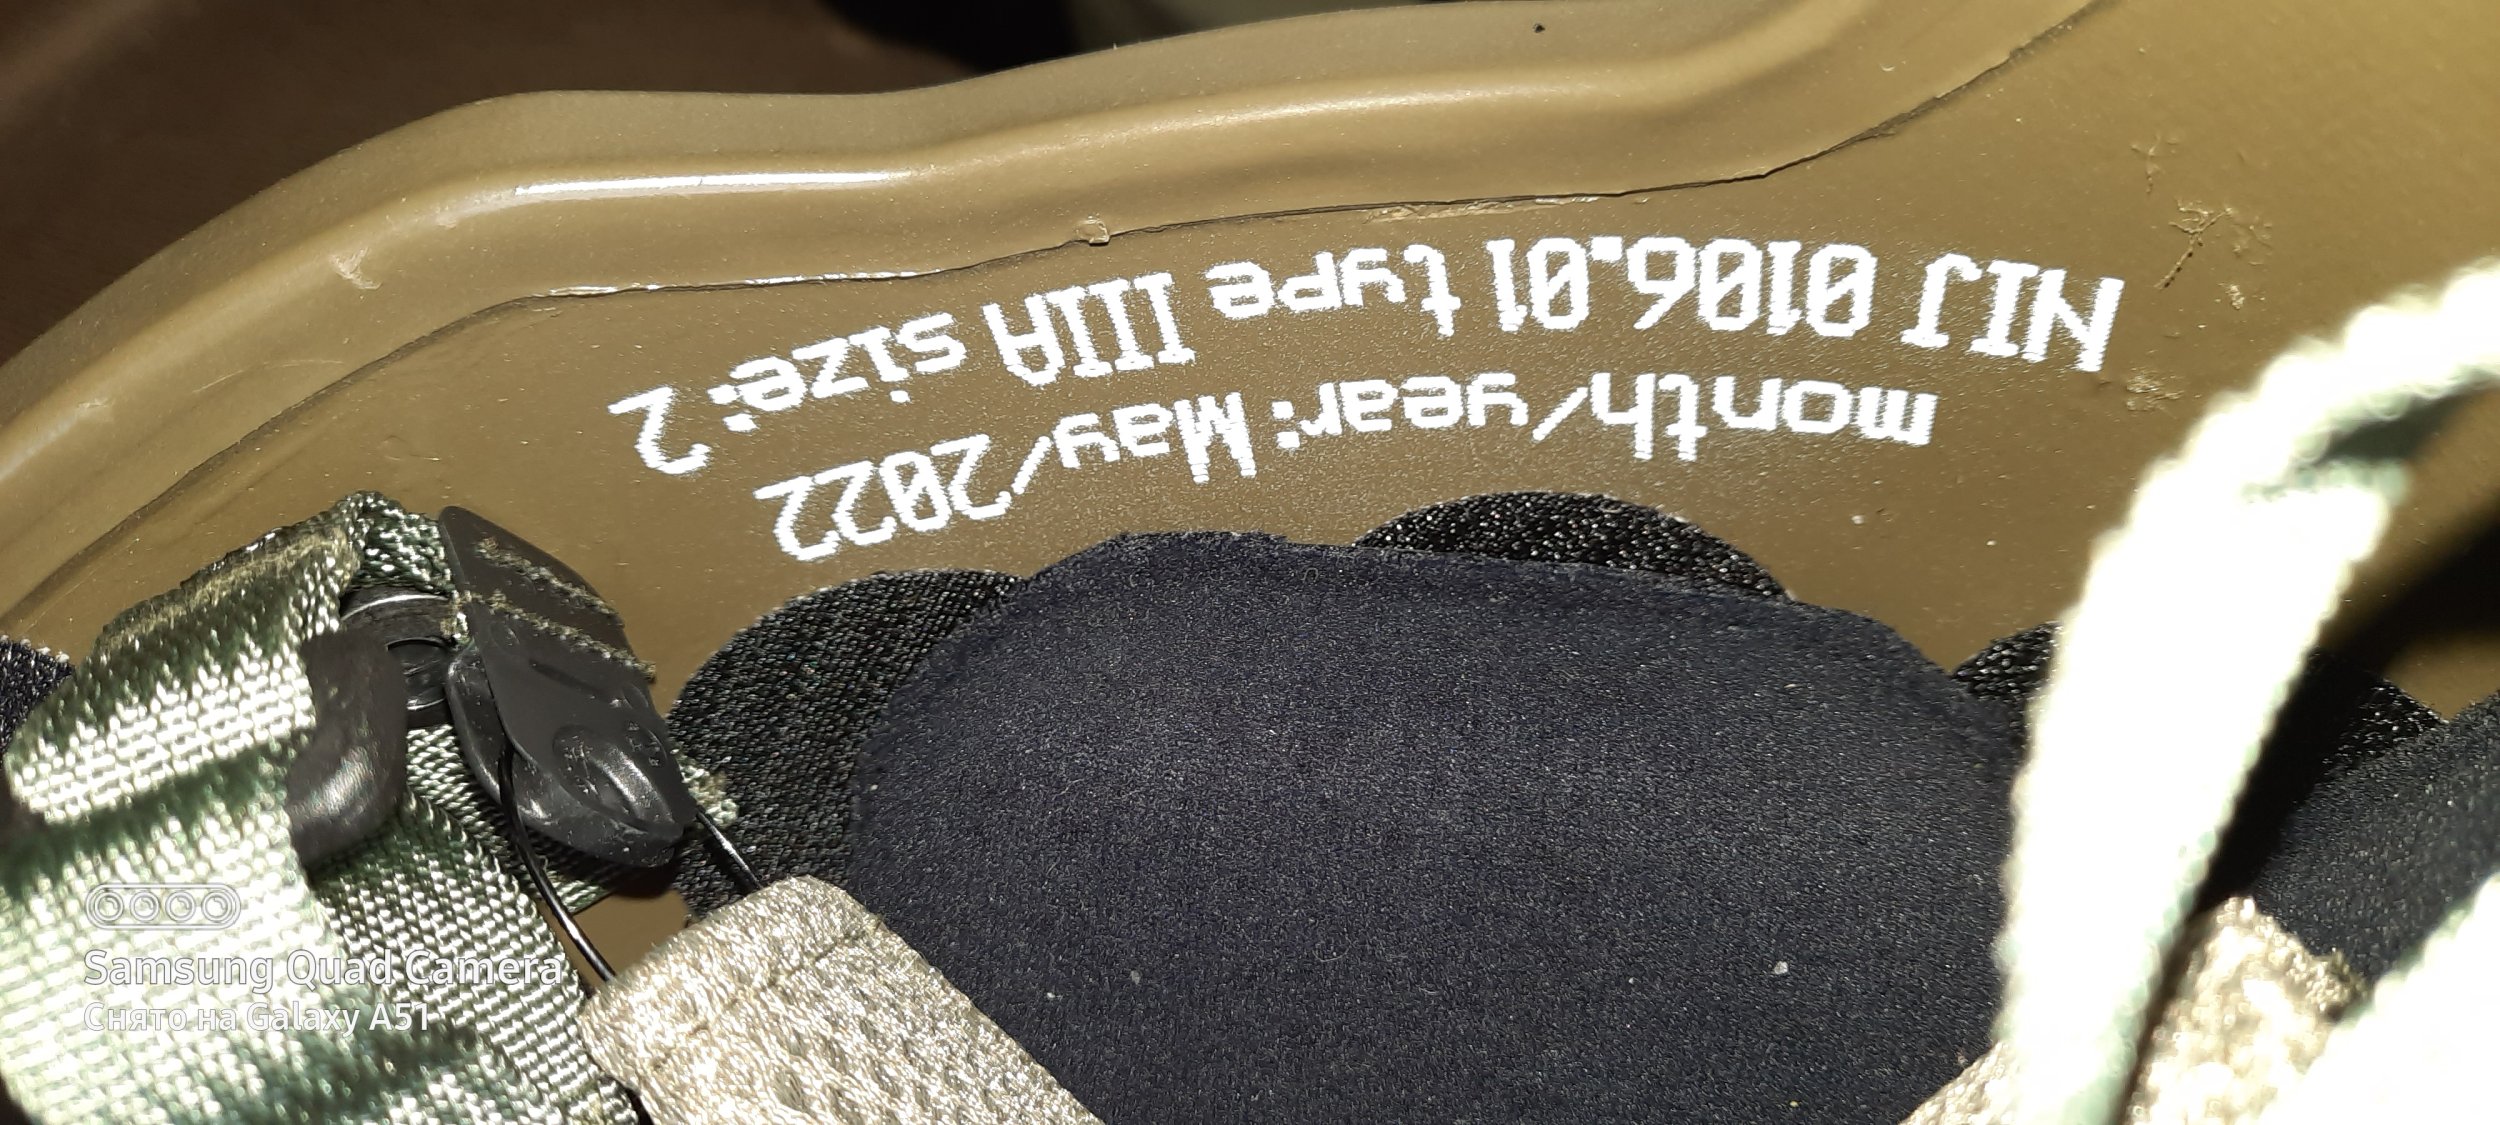 NIJ 0106.01 type IIIA size: 2
month/year: May/2022
Samsung Quad Camera
Снято на Galaxy A51